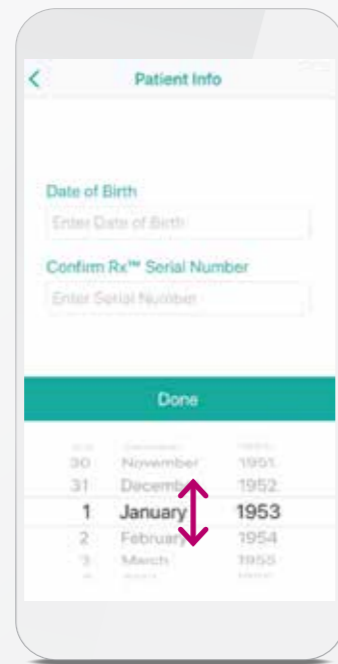 <
Patient Info
Date of Birth
Enter Date of Birth
Confirm Rx™ Serial Number
Enter Serial Number
Done
30 November 1951
31 December 1952
1 January 1953
2 February 1954
3 March 1955